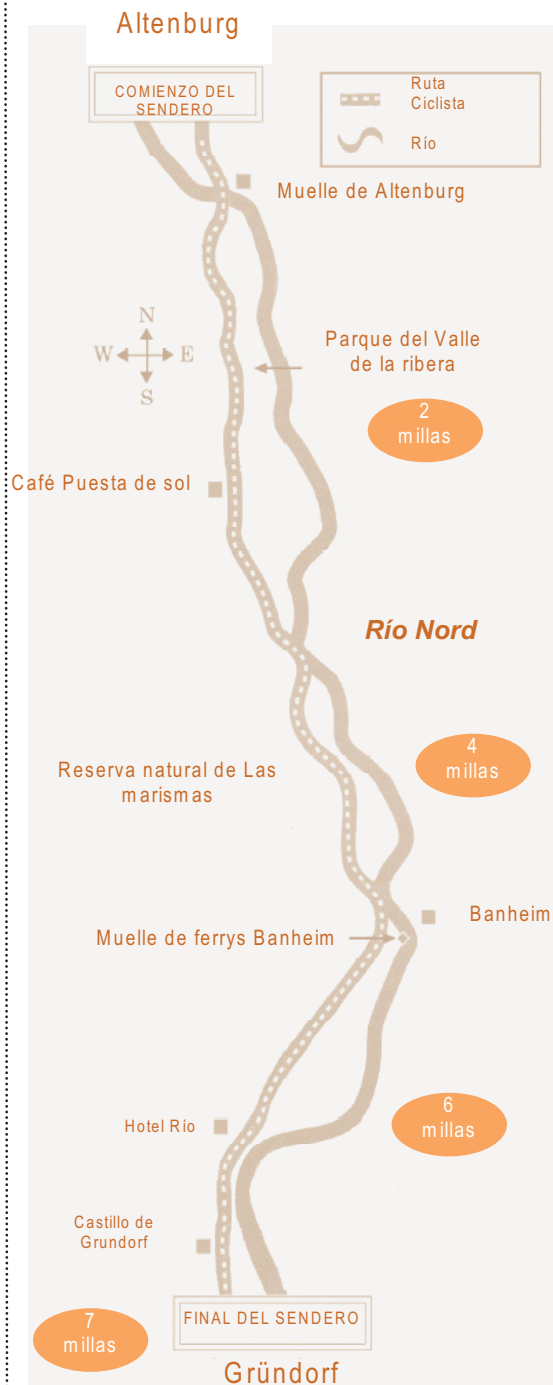 Altenburg
COMIENZO DEL
SENDERO
Ruta
Ciclista
Río
Muelle de Altenburg
N
W E
S
Parque del Valle
de la ribera
2
millas
Café Puesta de sol
Río Nord
4
millas
Reserva natural de Las
marismas
Banheim
Muelle de ferrys Banheim
6
millas
Hotel Río
Castillo de
Grundorf
FINAL DEL SENDERO
7
millas
Gründorf